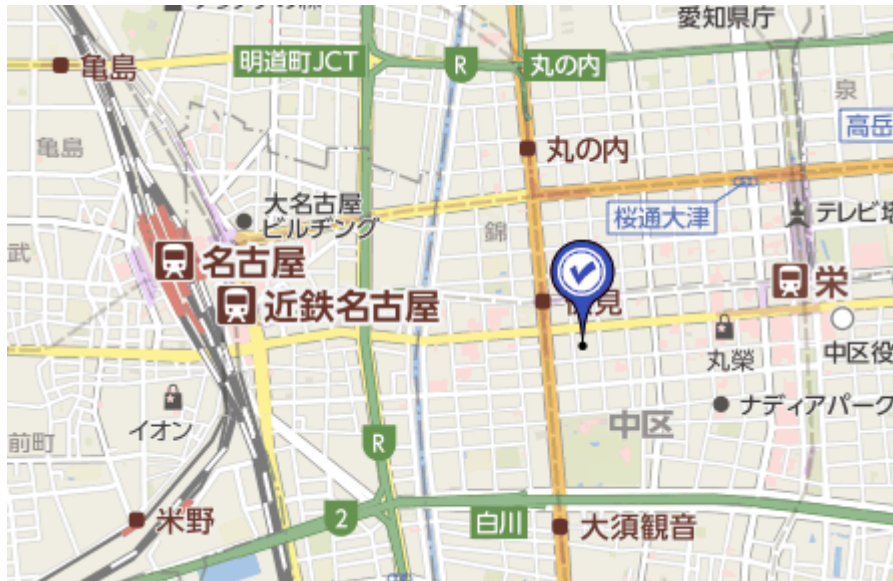 愛知県庁
明道町JCT
R
丸の内
亀島
泉
高岳
丸の内
亀島
大名古屋
ビルヂング
桜通大津
テレビ塔
武
錦
名古屋
栄
近鉄名古屋
見
丸榮
中区役
イオン
ナディアパーク
中区
前町
R
米野
2
白川
大須観音